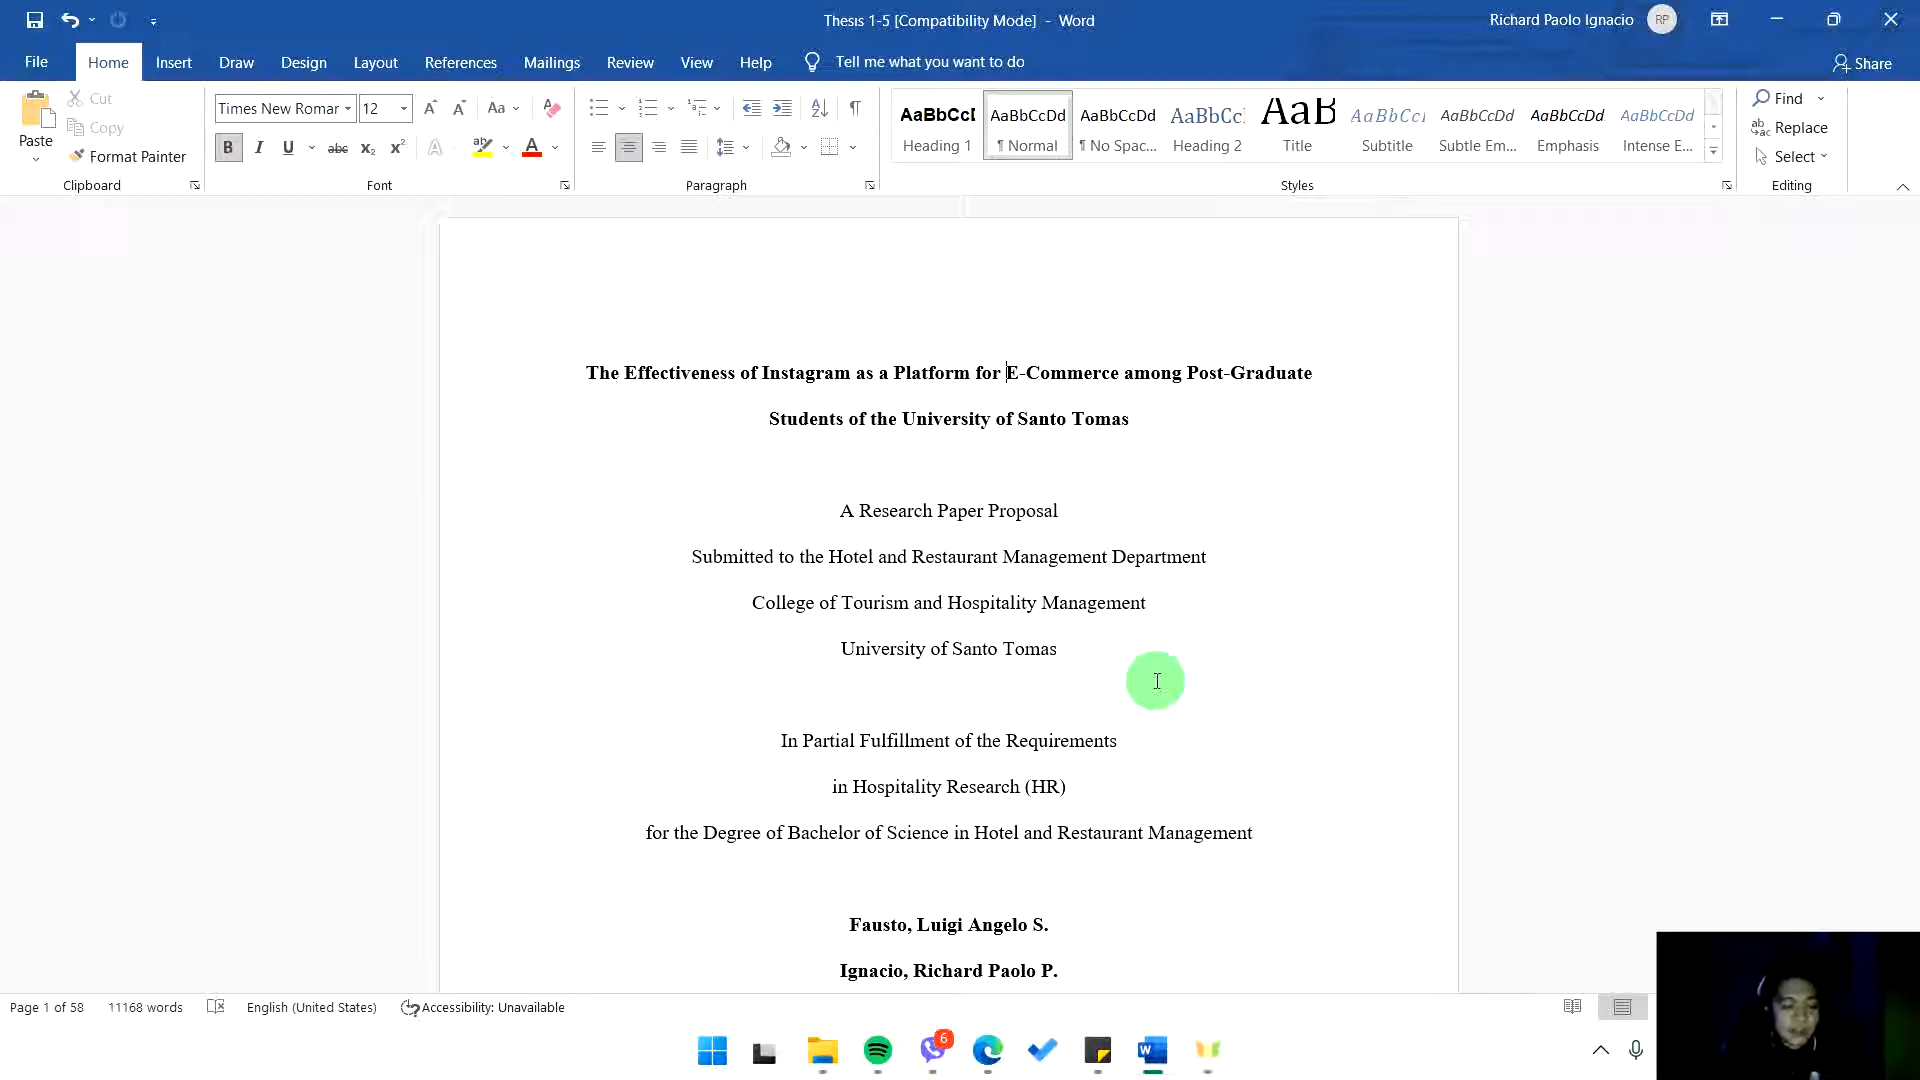 Thesis 1-5 [Compatibility Mode] - Word
Richard Paolo Ignacio
RP
File
Home
Insert
Draw
Design
Layout
References
Mailings
Review
View
Help
Tell me what you want to do
Share
Paste
Cut
Copy
Format Painter
Clipboard
Times New Romar
12
Aa
B
I
U
abc
x2
x2
A
A
Font
Paragraph
AaBbCcI
Heading 1
AaBbCcDd
¶ Normal
AaBbCcDd
¶ No Spac...
AaBbCc
Heading 2
AaB
Title
AaBbCcI
Subtitle
AaBbCcDd
Subtle Em...
AaBbCcDd
Emphasis
AaBbCcDd
Intense E...
Styles
Find
Replace
Select
Editing
The Effectiveness of Instagram as a Platform for E-Commerce among Post-Graduate
Students of the University of Santo Tomas
A Research Paper Proposal
Submitted to the Hotel and Restaurant Management Department
College of Tourism and Hospitality Management
University of Santo Tomas
In Partial Fulfillment of the Requirements
in Hospitality Research (HR)
for the Degree of Bachelor of Science in Hotel and Restaurant Management
Fausto, Luigi Angelo S.
Ignacio, Richard Paolo P.
Page 1 of 58
11168 words
English (United States)
Accessibility: Unavailable
6
W